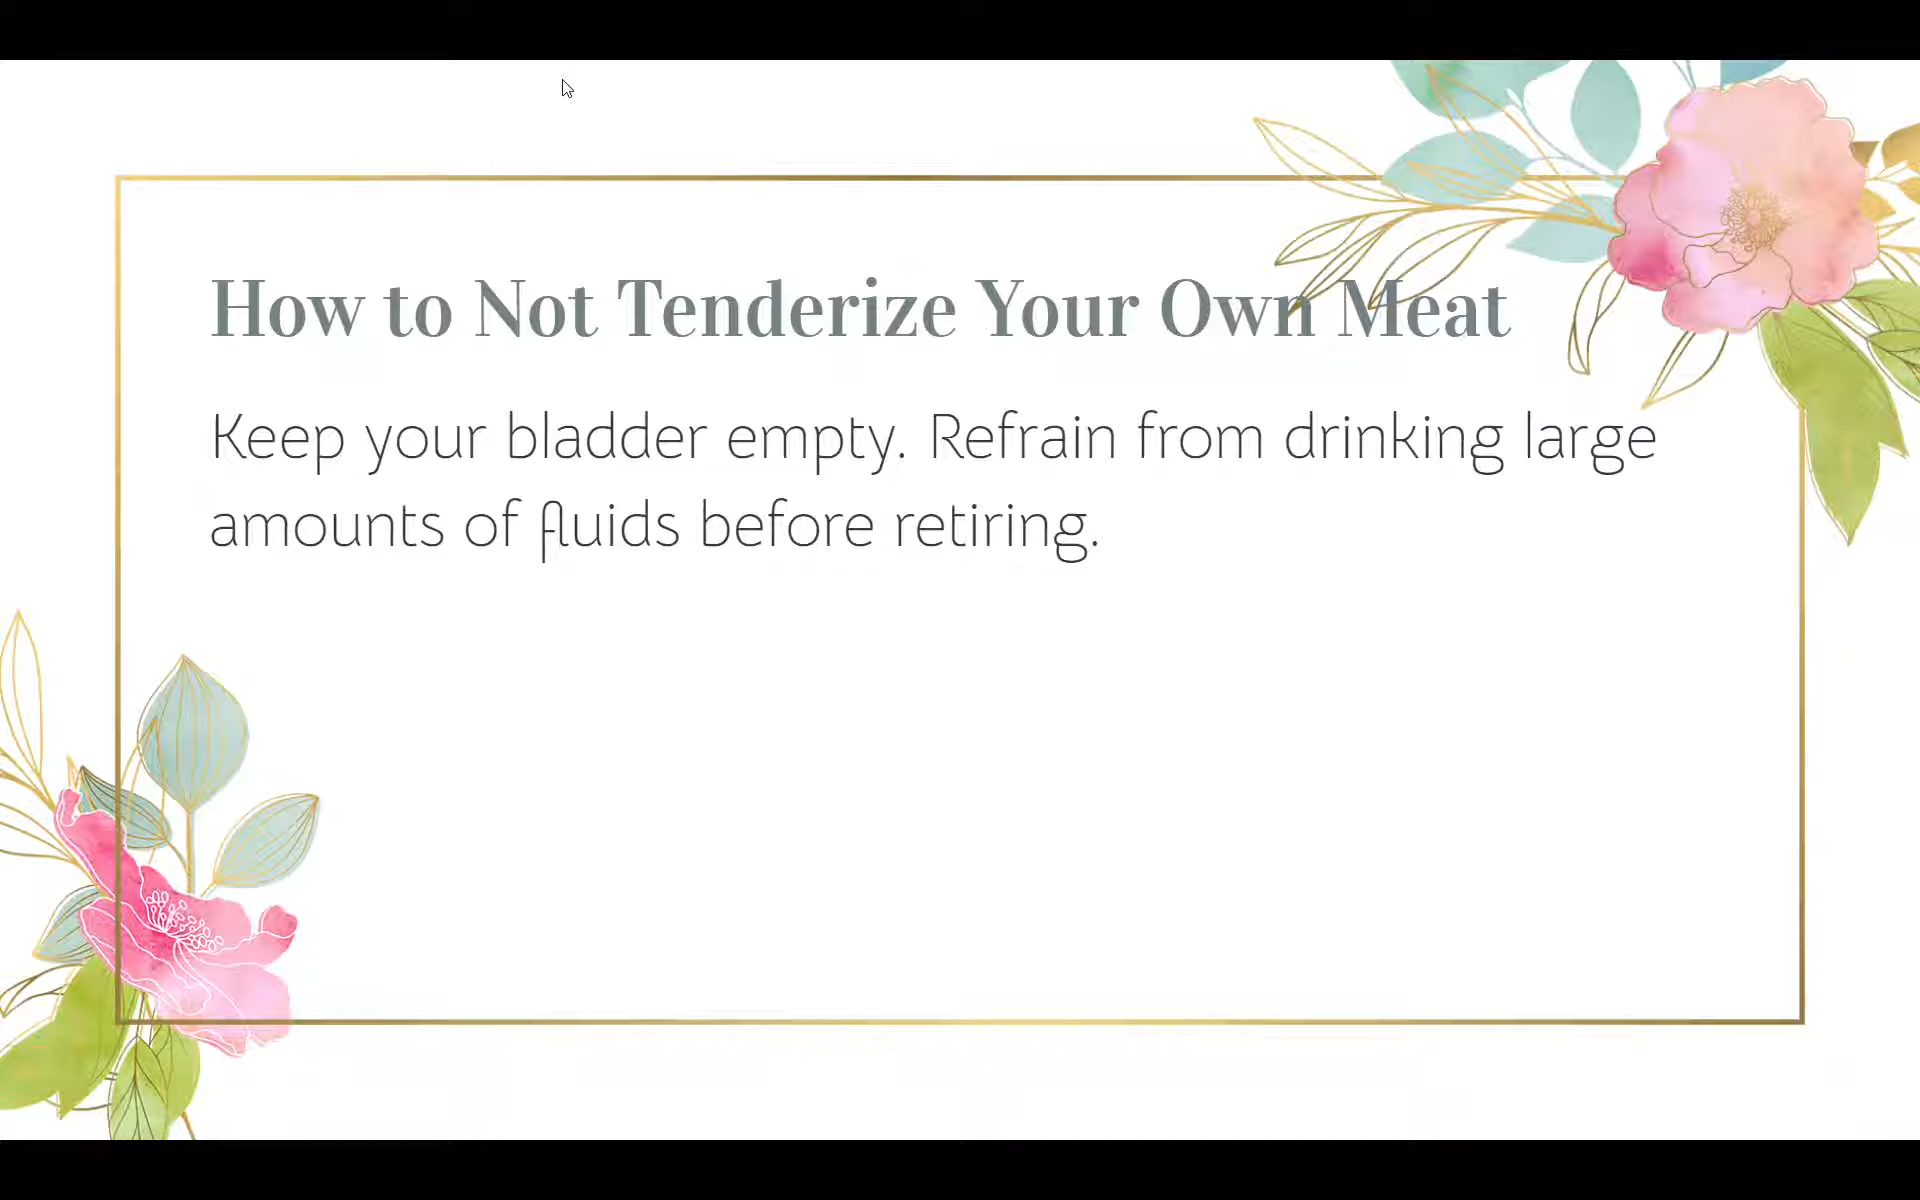 How to Not Tenderize Your Own Meat
Keep your bladder empty. Refrain from drinking large
amounts of fluids before retiring.